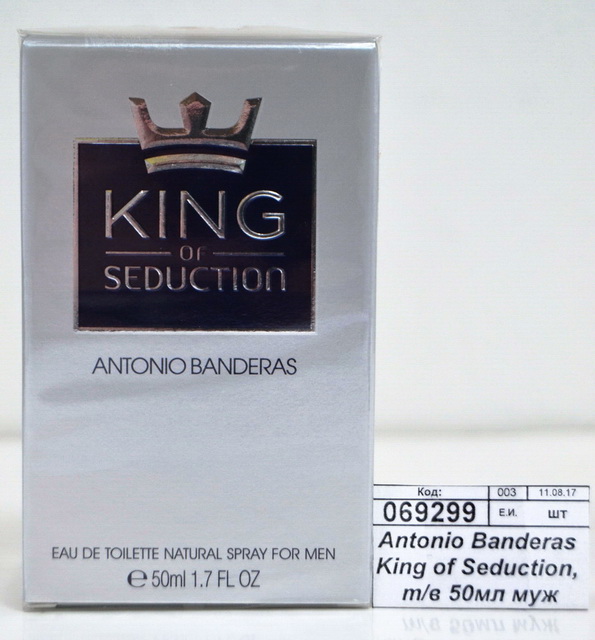 KING
OF
SEDUCTION
ANTONIO BANDERAS
EAU DE TOILETTE NATURAL SPRAY FOR MEN
℮ 50ml 1.7 FL OZ
Код: 003 11.08.17
069299 Е.И. шт
Antonio Banderas
King of Seduction,
т/в 50мл муж